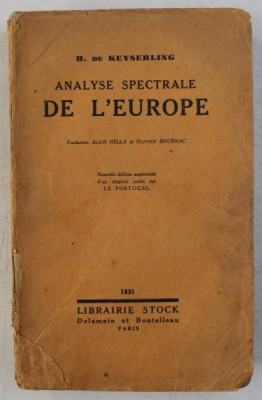 H. DE KEYSERLING
ANALYSE SPECTRALE
DE L'EUROPE
Traduction ALZIR HELLA et OLIVIER BOURNAC
Nouvelle édition augmentée
d'un chapitre inédit sur
LE PORTUGAL
1931
LIBRAIRIE STOCK
Delamain et Boutelleau
PARIS